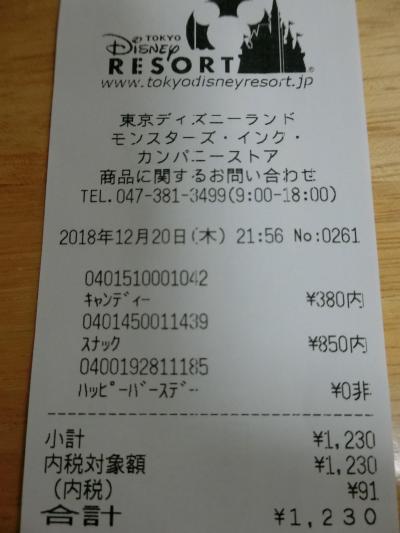 TOKYO
Disney
RESORT
www.tokyodisneyresort.jp
東京ディズニーランド
モンスターズ・インク・
カンパニーストア
商品に関するお問い合わせ
TEL.047-381-3499(9:00-18:00)
2018年12月20日(木) 21:56 No:0261
0401510001042
ｷｬﾝﾃﾞｨｰ ¥380内
0401450011439
ｽﾅｯｸ ¥850内
0400192811185
ﾊｯﾋﾟｰﾊﾞｰｽﾃﾞｰ ¥0非
小計 ¥1,230
内税対象額 ¥1,230
(内税) ¥91
合計 ¥1,230